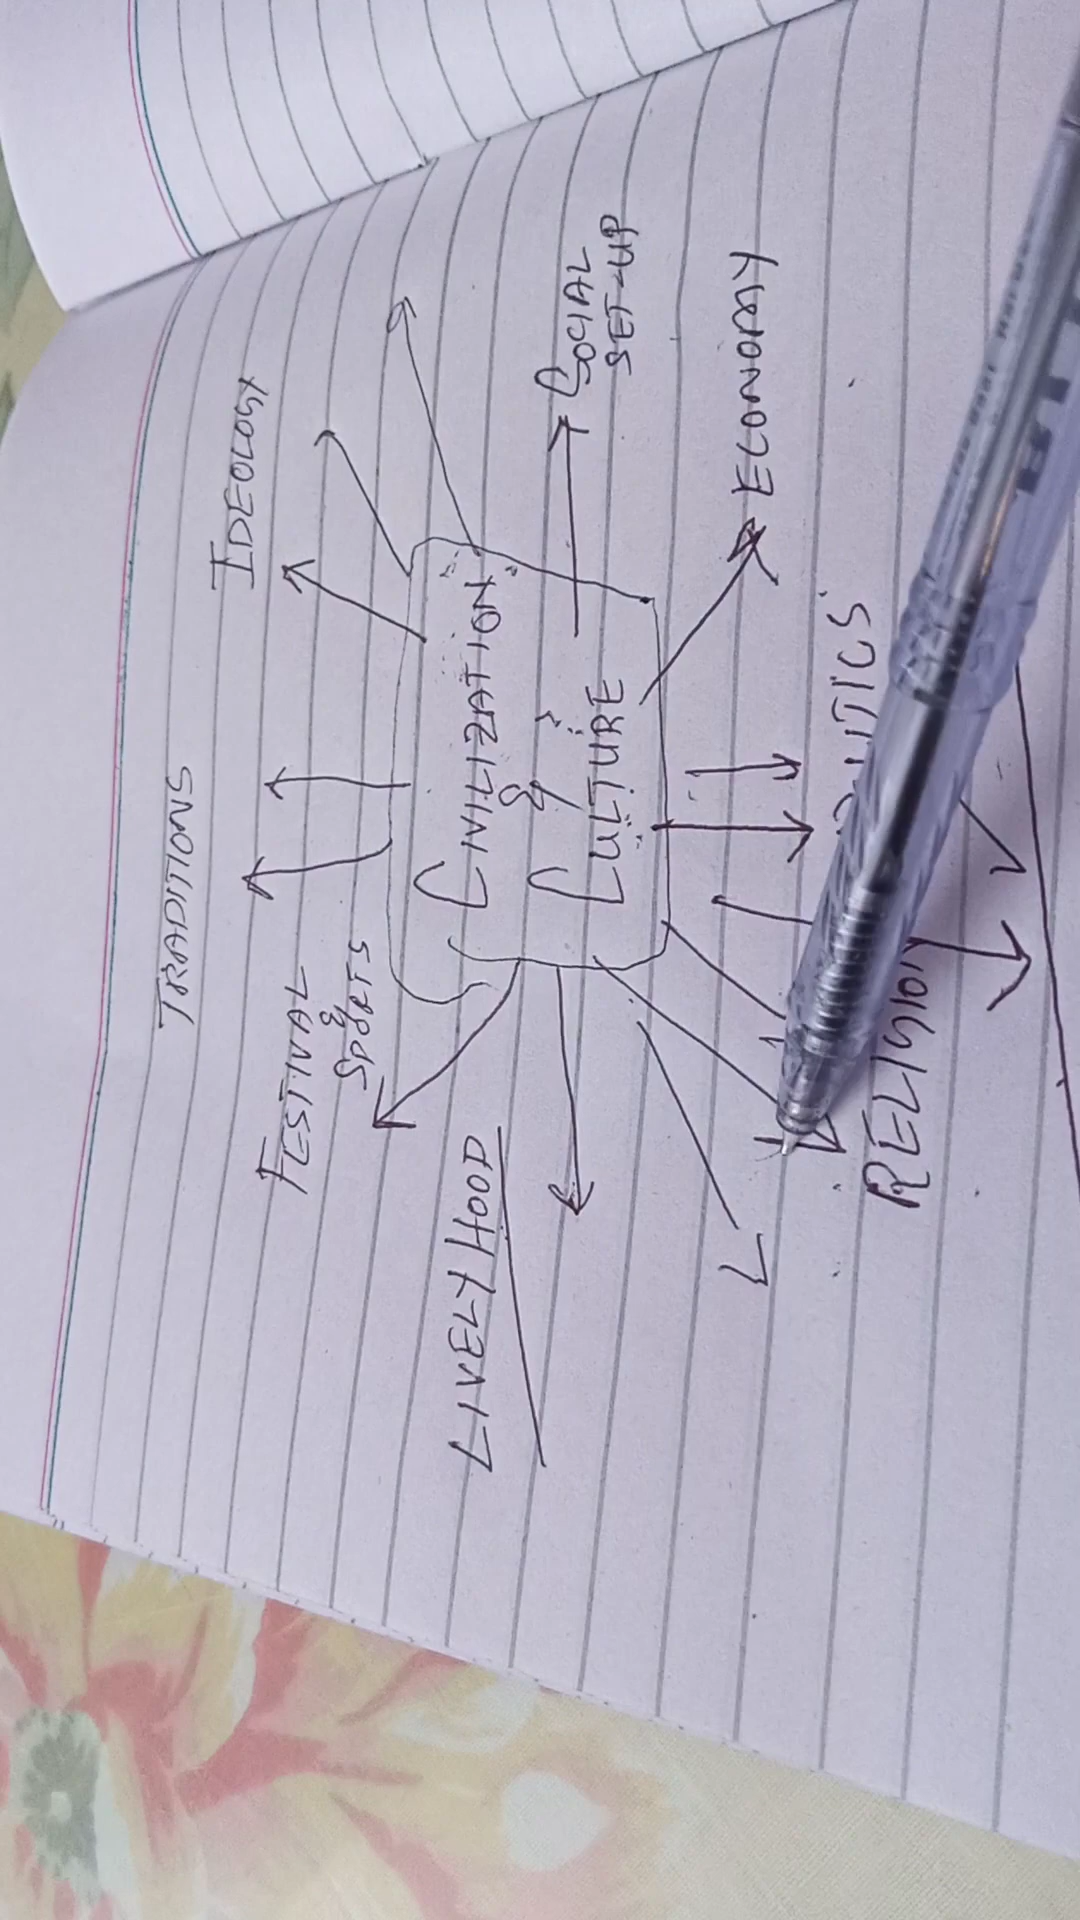 TRADITIONS
IDEOLOGY
FESTIVAL
&
SPORTS
CIVILIZATION
&
CULTURE
SOCIAL
SET-UP
LIVELYHOOD
ECONOMY
RELIGION